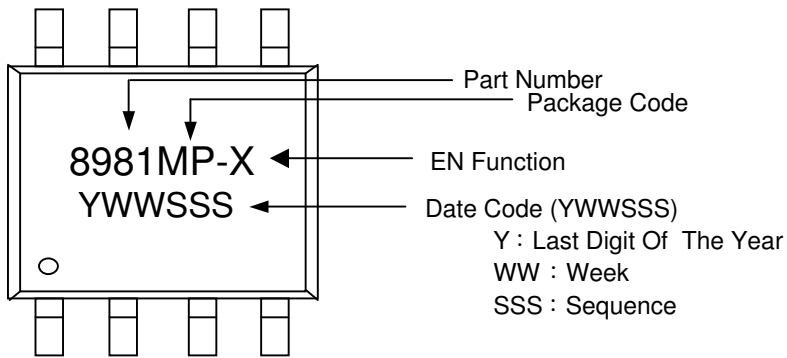 Part Number
Package Code
8981MP-X
EN Function
YWWSSS
Date Code (YWWSSS)
Y：Last Digit Of The Year
WW：Week
SSS：Sequence